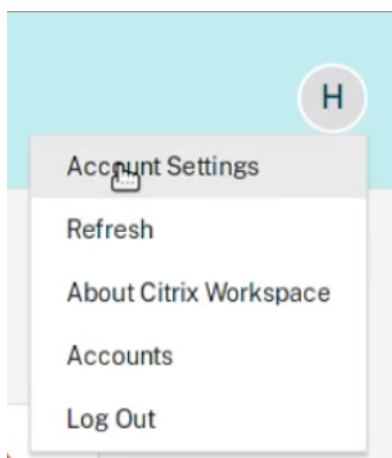 H
Account Settings
Refresh
About Citrix Workspace
Accounts
Log Out